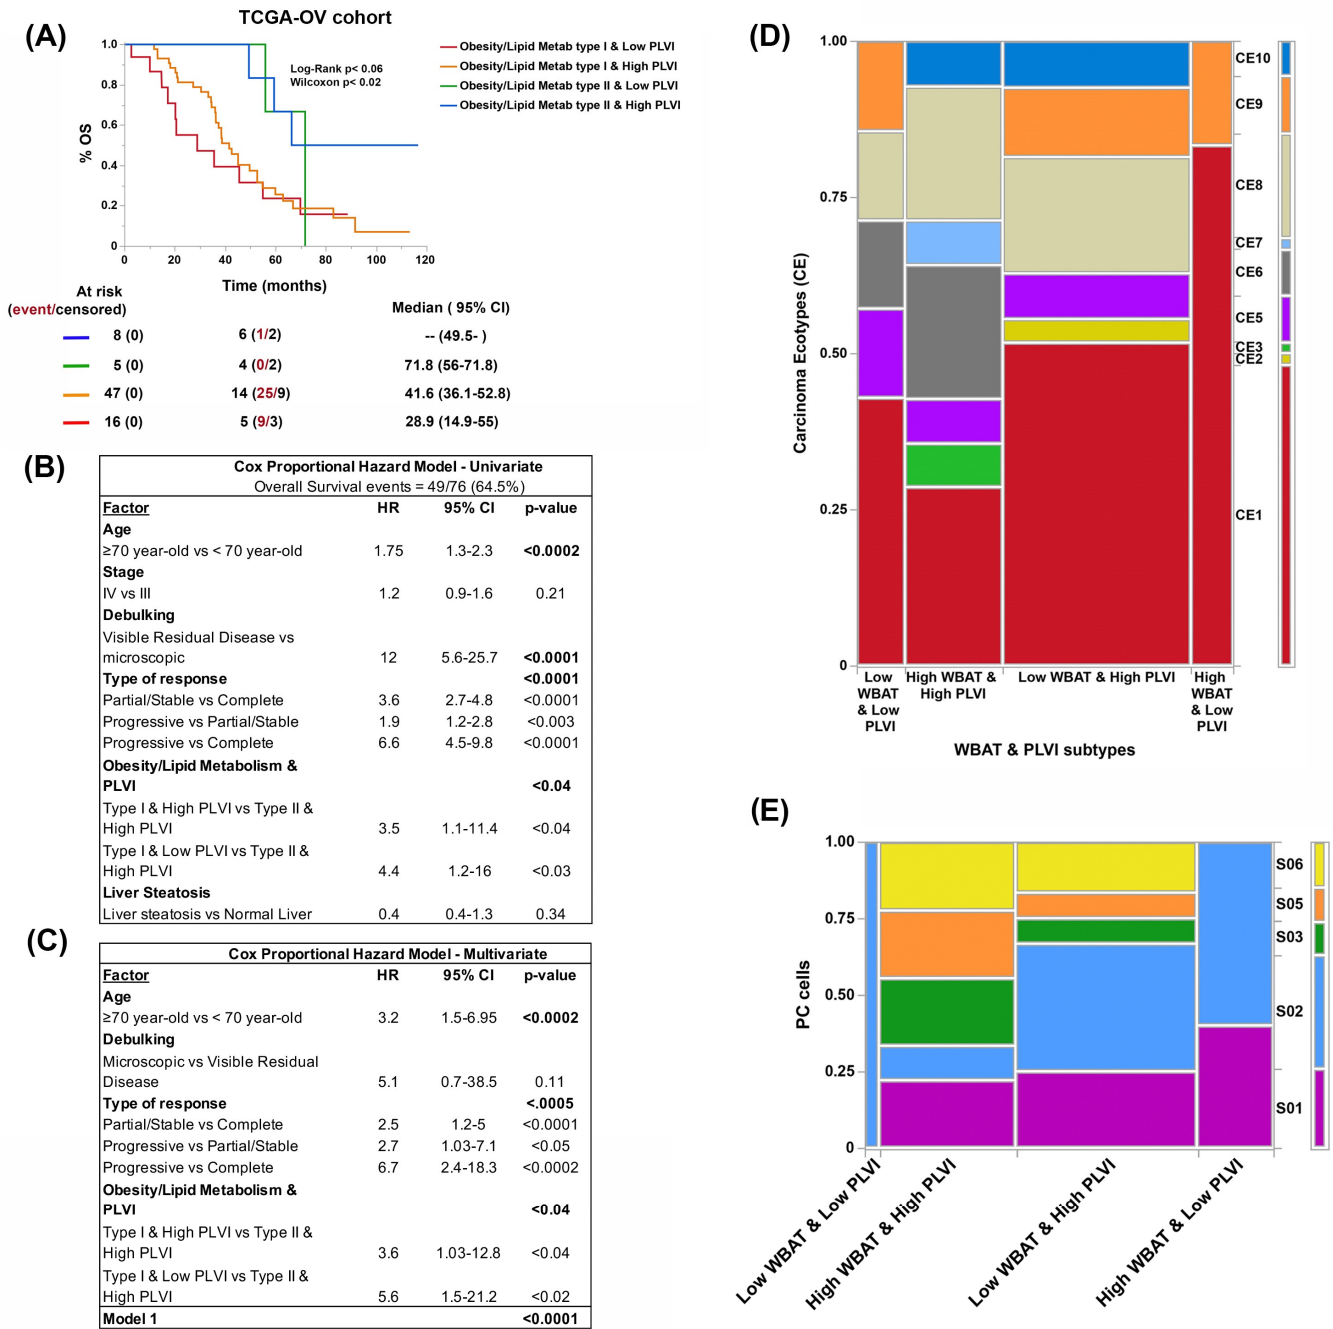 (A)
TCGA-OV cohort
1.0
0.8
0.6
0.4
0.2
0
% OS
0 20 40 60 80 100 120
Time (months)
Log-Rank p< 0.06
Wilcoxon p< 0.02
Obesity/Lipid Metab type I & Low PLVI
Obesity/Lipid Metab type I & High PLVI
Obesity/Lipid Metab type II & Low PLVI
Obesity/Lipid Metab type II & High PLVI
At risk
(event/censored)
Median ( 95% CI)
8 (0) 6 (1/2) -- (49.5- )
5 (0) 4 (0/2) 71.8 (56-71.8)
47 (0) 14 (25/9) 41.6 (36.1-52.8)
16 (0) 5 (9/3) 28.9 (14.9-55)
(B)
Cox Proportional Hazard Model - Univariate
Overall Survival events = 49/76 (64.5%)
Factor HR 95% CI p-value
Age
≥70 year-old vs < 70 year-old 1.75 1.3-2.3 <0.0002
Stage
IV vs III 1.2 0.9-1.6 0.21
Debulking
Visible Residual Disease vs
microscopic 12 5.6-25.7 <0.0001
Type of response <0.0001
Partial/Stable vs Complete 3.6 2.7-4.8 <0.0001
Progressive vs Partial/Stable 1.9 1.2-2.8 <0.003
Progressive vs Complete 6.6 4.5-9.8 <0.0001
Obesity/Lipid Metabolism &
PLVI <0.04
Type I & High PLVI vs Type II &
High PLVI 3.5 1.1-11.4 <0.04
Type I & Low PLVI vs Type II &
High PLVI 4.4 1.2-16 <0.03
Liver Steatosis
Liver steatosis vs Normal Liver 0.4 0.4-1.3 0.34
(C)
Cox Proportional Hazard Model - Multivariate
Factor HR 95% CI p-value
Age
≥70 year-old vs < 70 year-old 3.2 1.5-6.95 <0.0002
Debulking
Microscopic vs Visible Residual
Disease 5.1 0.7-38.5 0.11
Type of response <.0005
Partial/Stable vs Complete 2.5 1.2-5 <0.0001
Progressive vs Partial/Stable 2.7 1.03-7.1 <0.05
Progressive vs Complete 6.7 2.4-18.3 <0.0002
Obesity/Lipid Metabolism &
PLVI <0.04
Type I & High PLVI vs Type II &
High PLVI 3.6 1.03-12.8 <0.04
Type I & Low PLVI vs Type II &
High PLVI 5.6 1.5-21.2 <0.02
Model 1 <0.0001
(D)
1.00
0.75
0.50
0.25
0
Carcinoma Ecotypes (CE)
CE10
CE9
CE8
CE7
CE6
CE5
CE3
CE2
CE1
Low
WBAT
& Low
PLVI
High WBAT &
High PLVI
Low WBAT & High PLVI
High
WBAT
& Low
PLVI
WBAT & PLVI subtypes
(E)
1.00
0.75
0.50
0.25
0
PC cells
S06
S05
S03
S02
S01
Low WBAT & Low PLVI
High WBAT & High PLVI
Low WBAT & High PLVI
High WBAT & Low PLVI